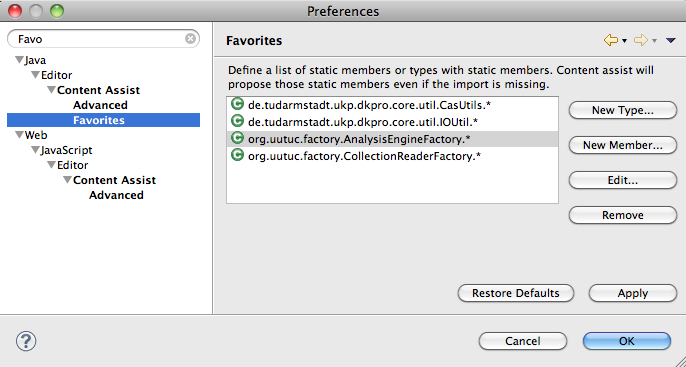 Preferences
Favo
Favorites
Java
Editor
Content Assist
Advanced
Favorites
Web
JavaScript
Editor
Content Assist
Advanced
Define a list of static members or types with static members. Content assist will
propose those static members even if the import is missing.
C de.tudarmstadt.ukp.dkpro.core.util.CasUtils.*
C de.tudarmstadt.ukp.dkpro.core.util.IOUtil.*
C org.uutuc.factory.AnalysisEngineFactory.*
C org.uutuc.factory.CollectionReaderFactory.*
New Type...
New Member...
Edit...
Remove
Restore Defaults
Apply
?
Cancel
OK